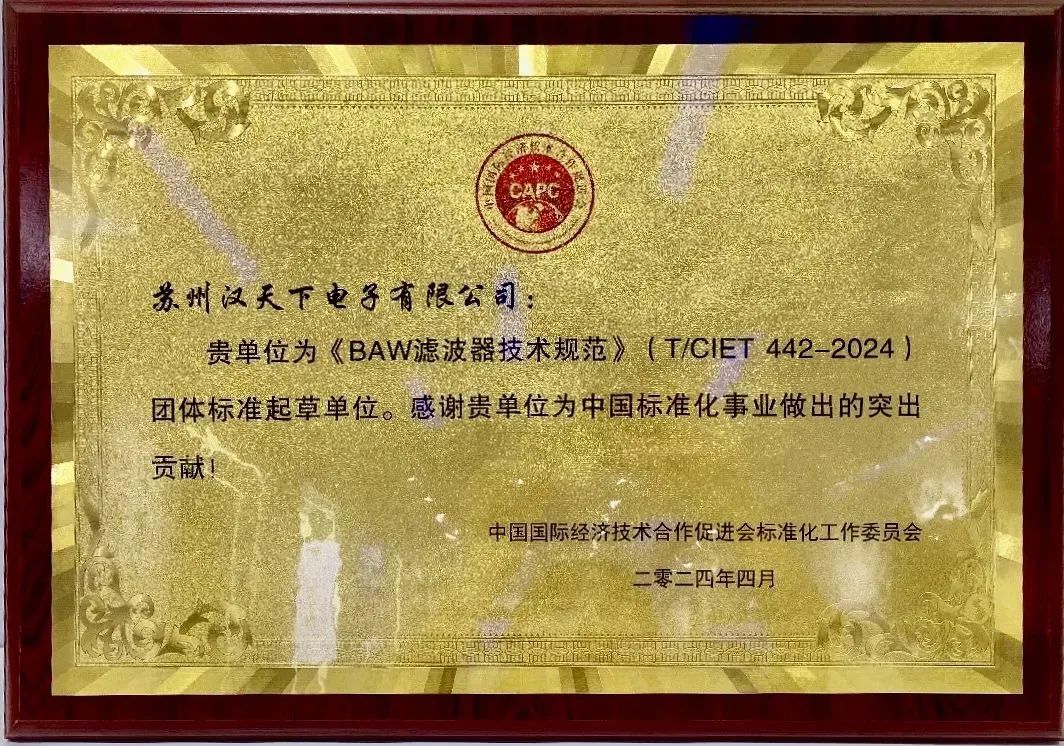 CAPC
苏州汉天下电子有限公司：
贵单位为《BAW滤波器技术规范》（T/CIET 442-2024）
团体标准起草单位。感谢贵单位为中国标准化事业做出的突出
贡献！
中国国际经济技术合作促进会标准化工作委员会
二零二四年四月